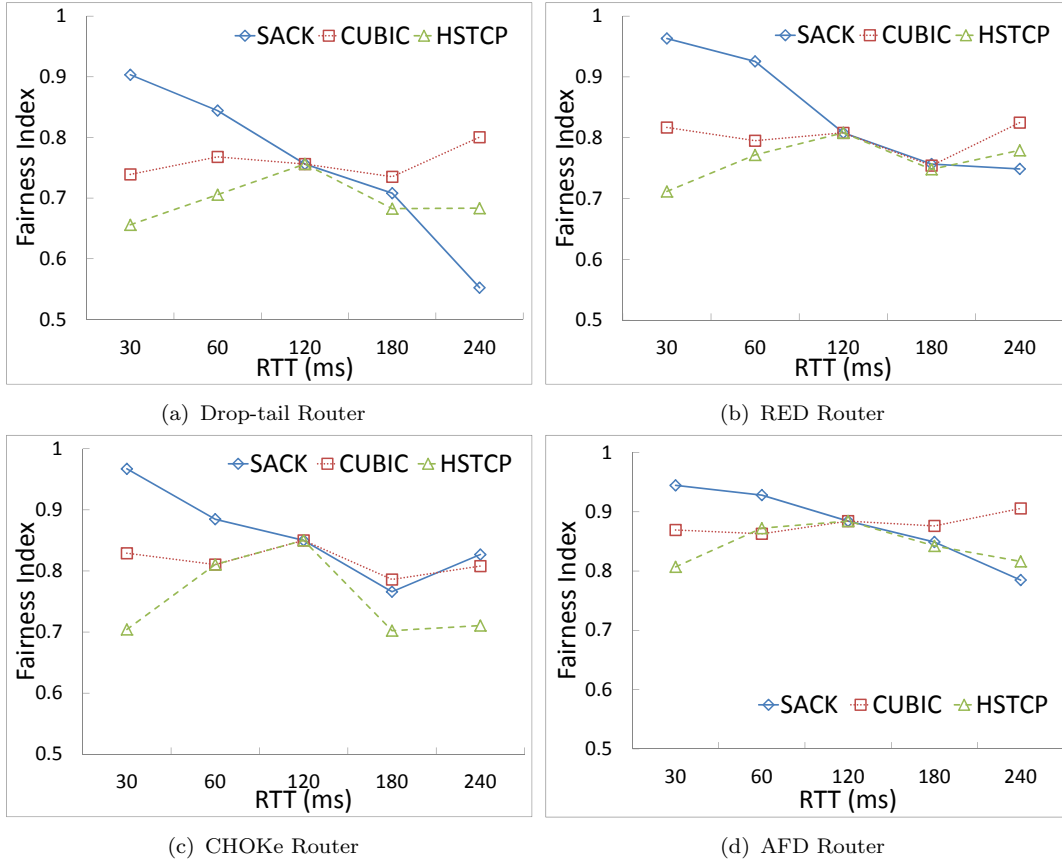 1
SACK CUBIC HSTCP
0.9
0.8
0.7
0.6
0.5
Fairness Index
30 60 120 180 240
RTT (ms)
(a) Drop-tail Router
1
SACK CUBIC HSTCP
0.9
0.8
0.7
0.6
0.5
Fairness Index
30 60 120 180 240
RTT (ms)
(b) RED Router
1
SACK CUBIC HSTCP
0.9
0.8
0.7
0.6
0.5
Fairness Index
30 60 120 180 240
RTT (ms)
(c) CHOKe Router
1
0.9
0.8
0.7
0.6
SACK CUBIC HSTCP
0.5
Fairness Index
30 60 120 180 240
RTT (ms)
(d) AFD Router